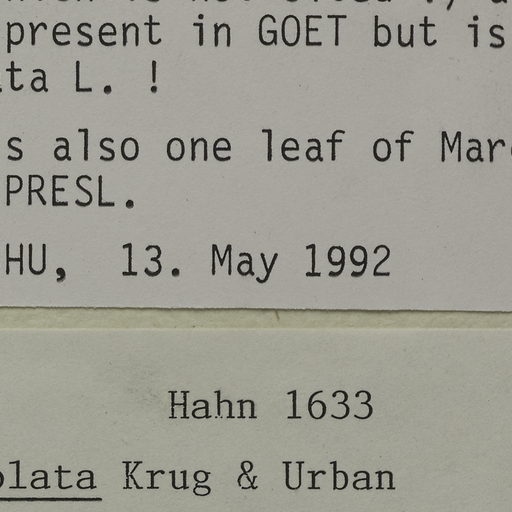 present in GOET but is
ta L. !
s also one leaf of Mar
PRESL.
HU, 13. May 1992
Hahn 1633
olata Krug & Urban